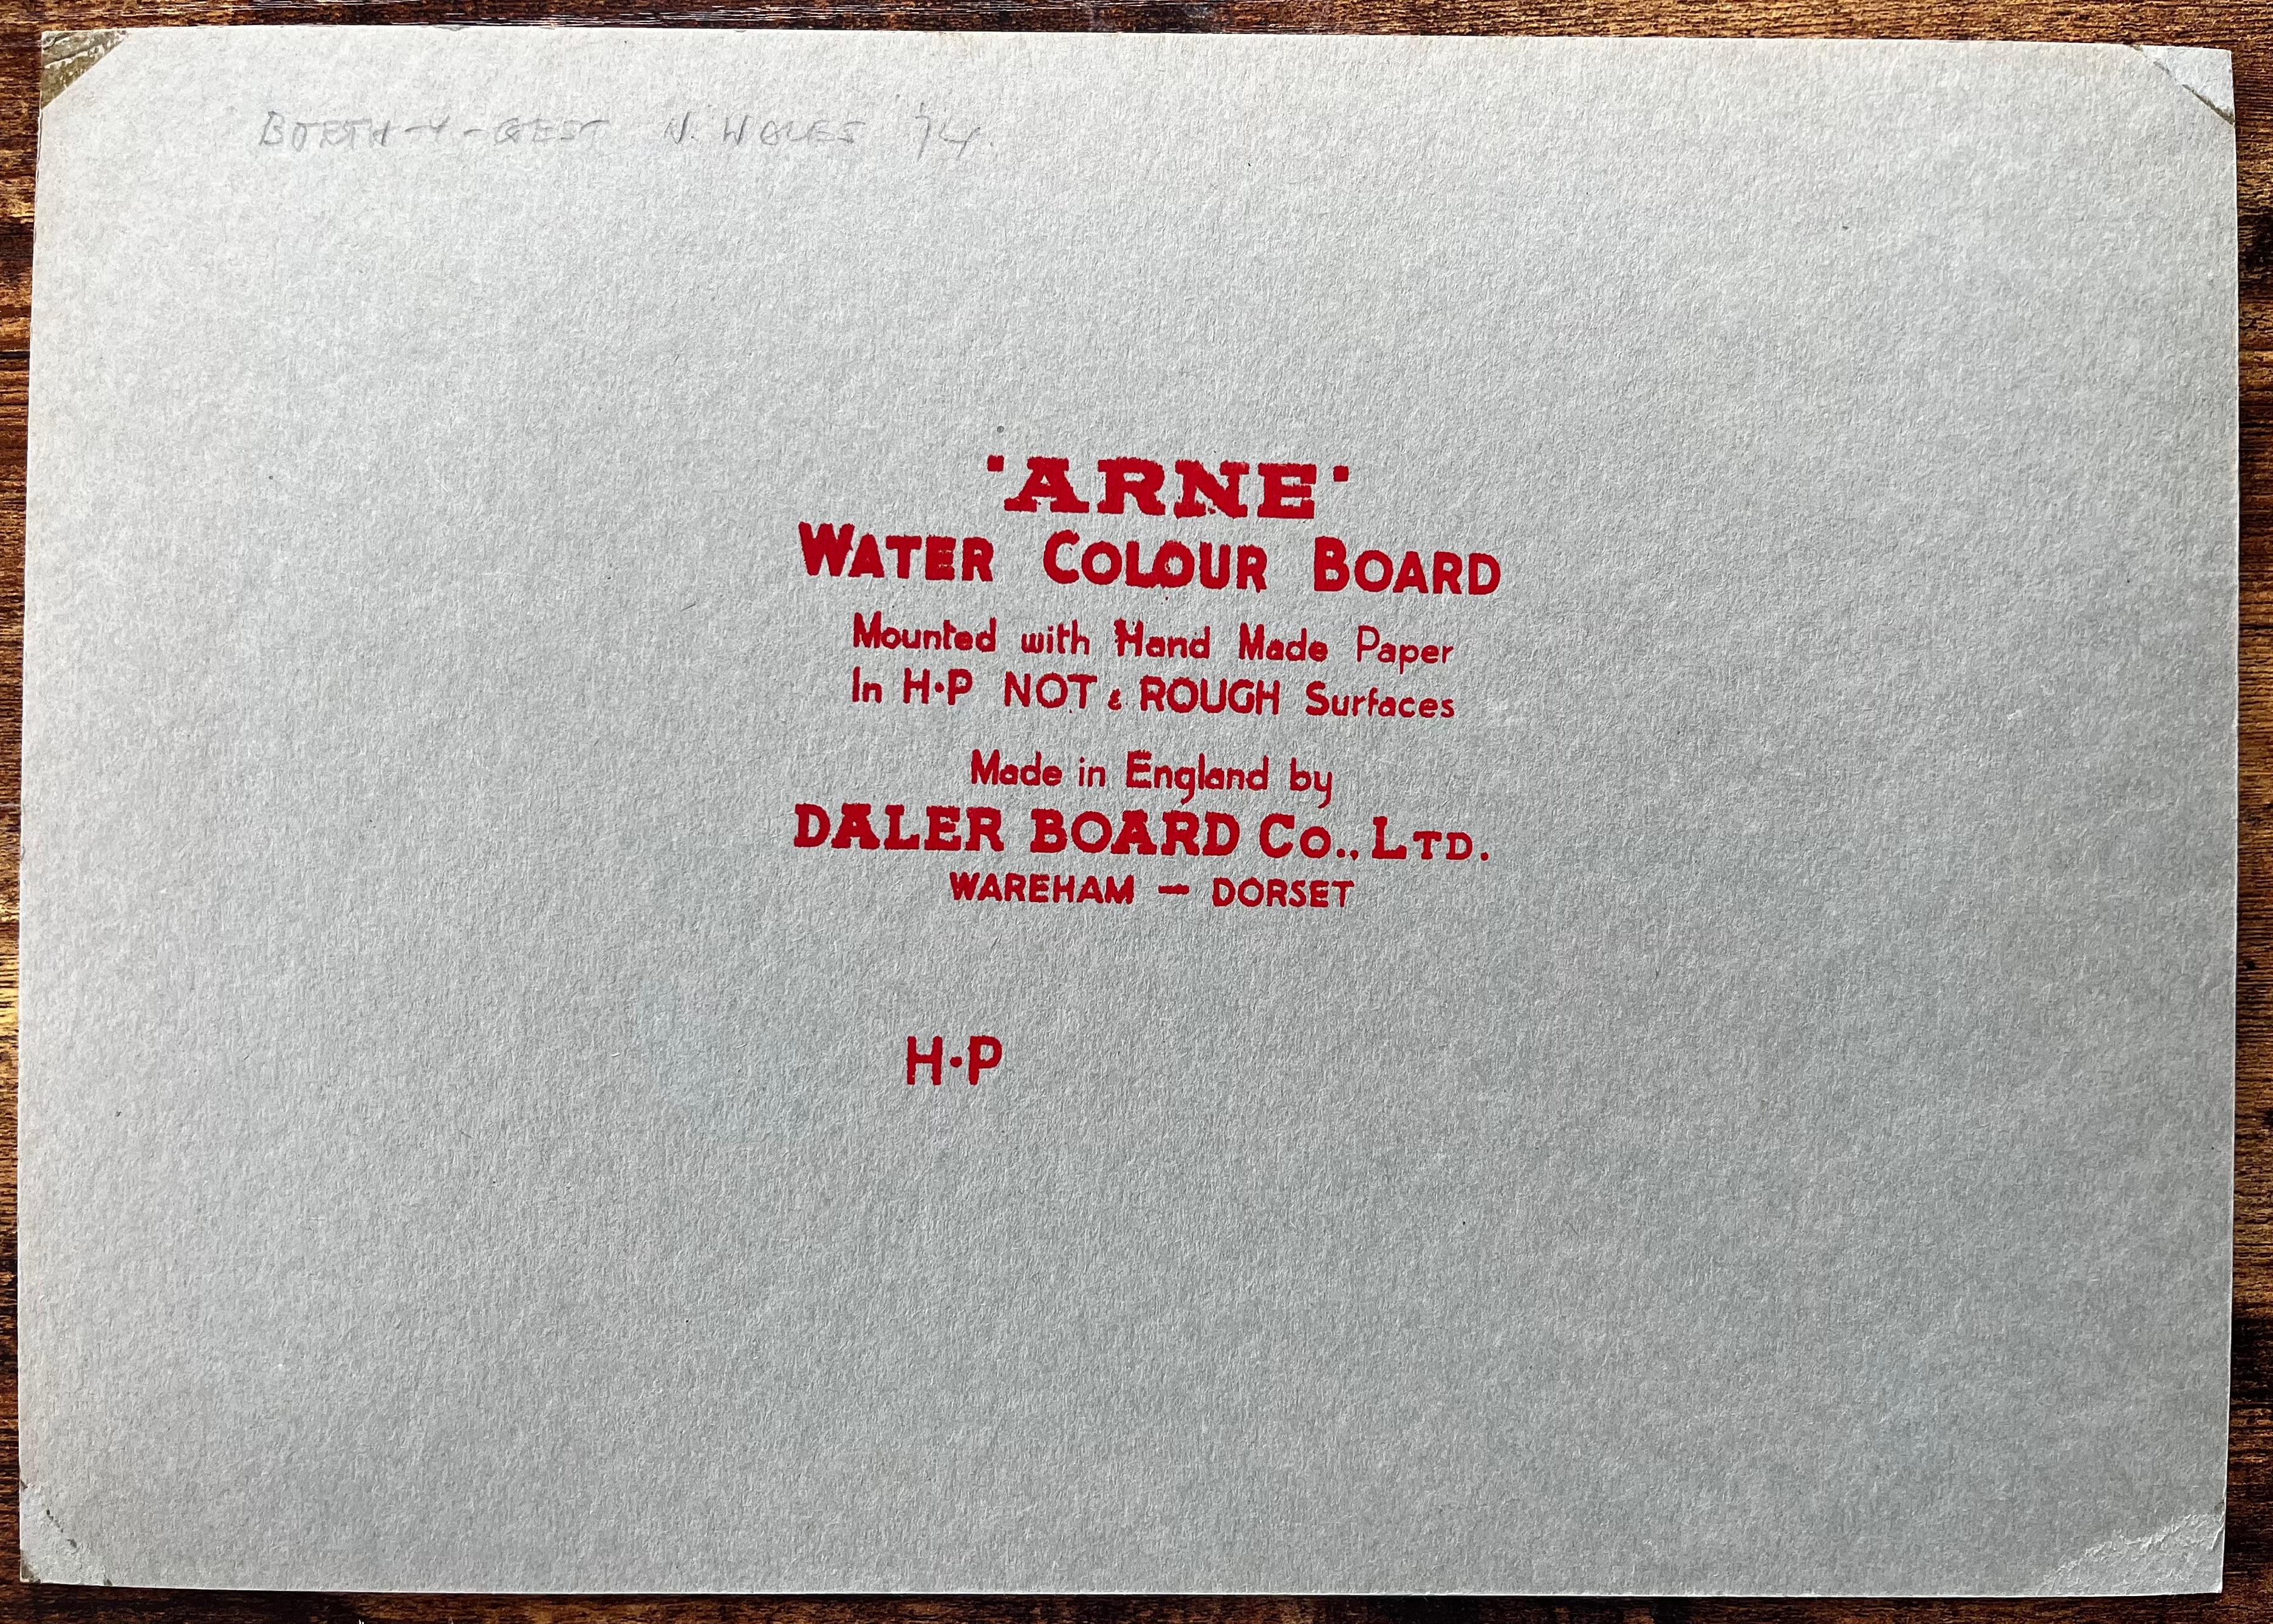 BORTH-Y-GEST N. WALES '74.
'ARNE'
WATER COLOUR BOARD
Mounted with Hand Made Paper
In H·P NOT & ROUGH Surfaces
Made in England by
DALER BOARD CO., LTD.
WAREHAM — DORSET
H·P